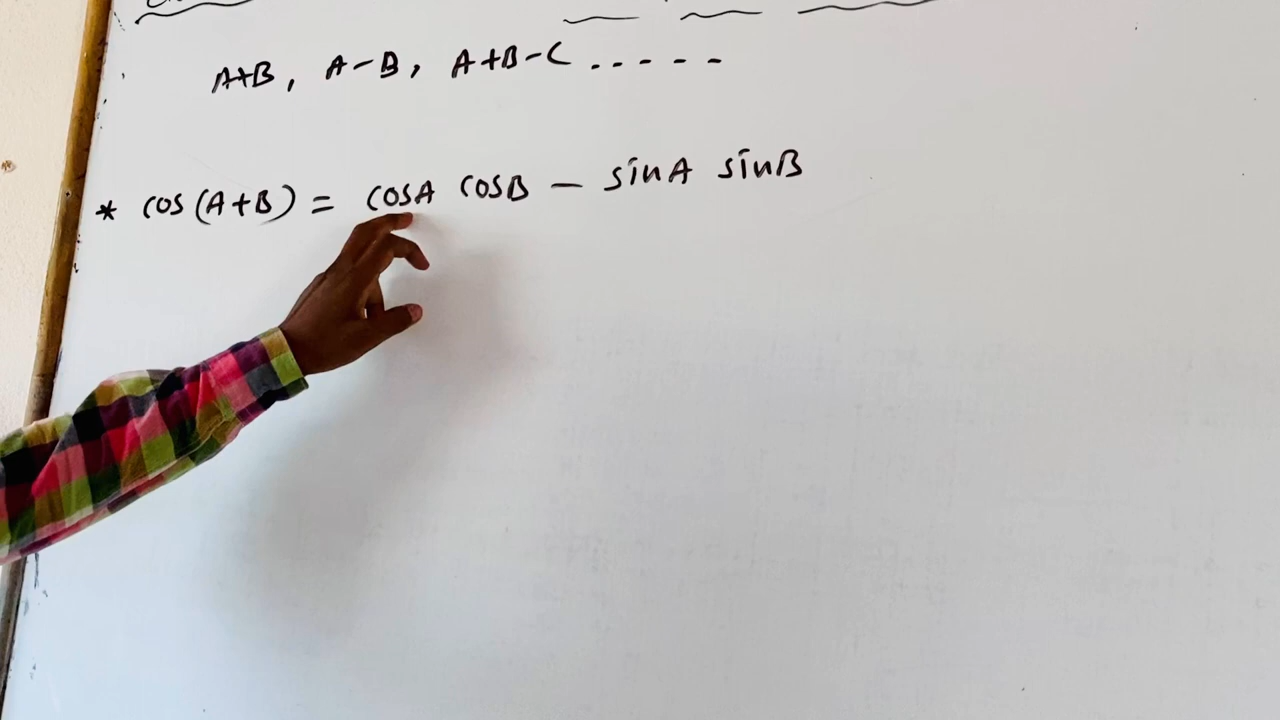 A+B, A-B, A+B-C .....
* cos(A+B) = cosA cosB - sinA sinB